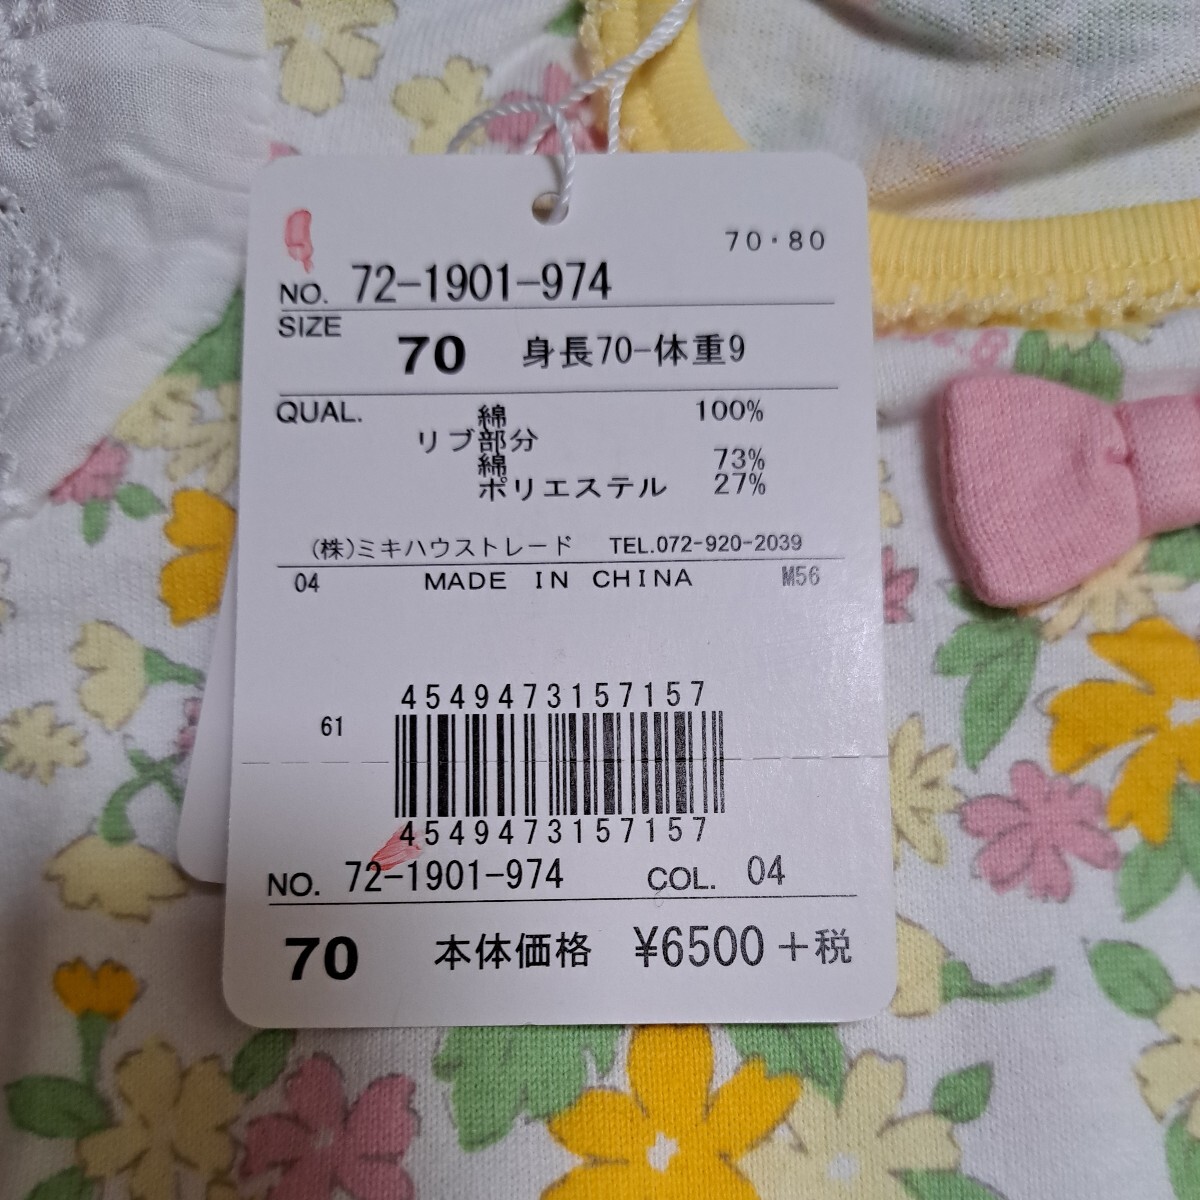 70・80
NO. 72-1901-974
SIZE
70 身長70-体重9
QUAL. 綿 100%
リブ部分
綿 73%
ポリエステル 27%
(株)ミキハウストレード TEL.072-920-2039
04 MADE IN CHINA M56
4549473157157
61
4549473157157
NO. 72-1901-974 COL. 04
70 本体価格 ¥6500+税